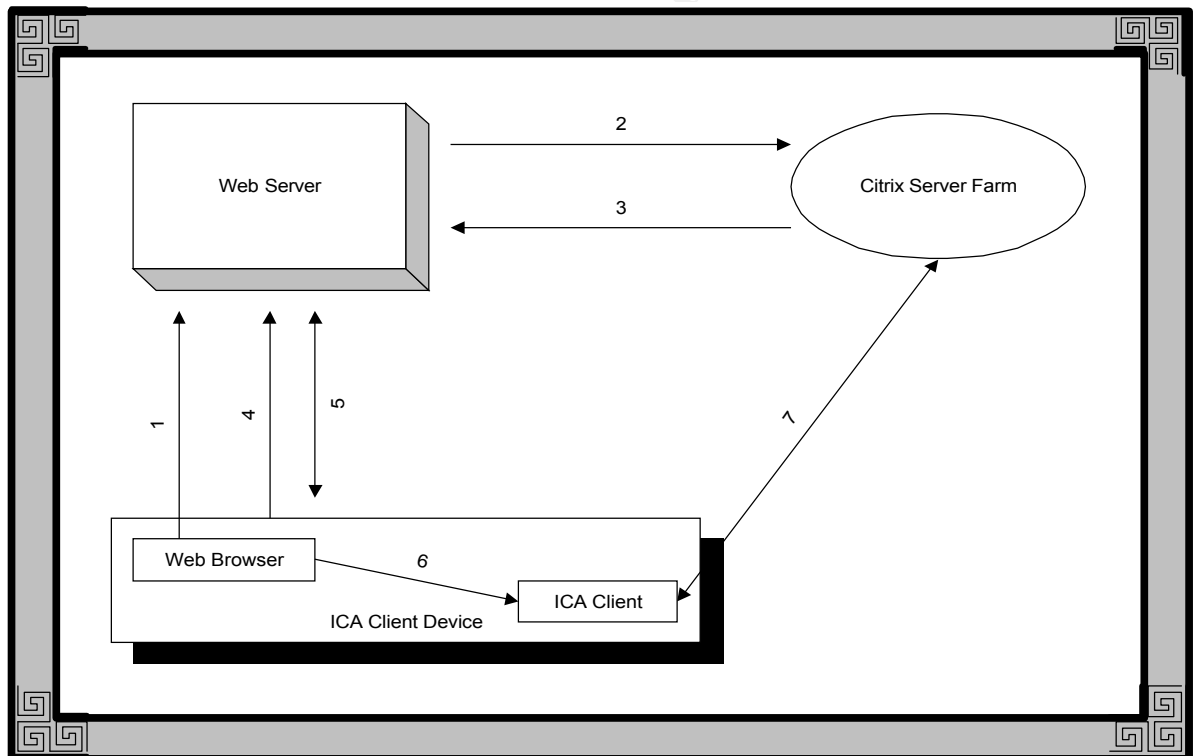 2
Web Server
Citrix Server Farm
3
1
4
5
7
Web Browser
6
ICA Client
ICA Client Device